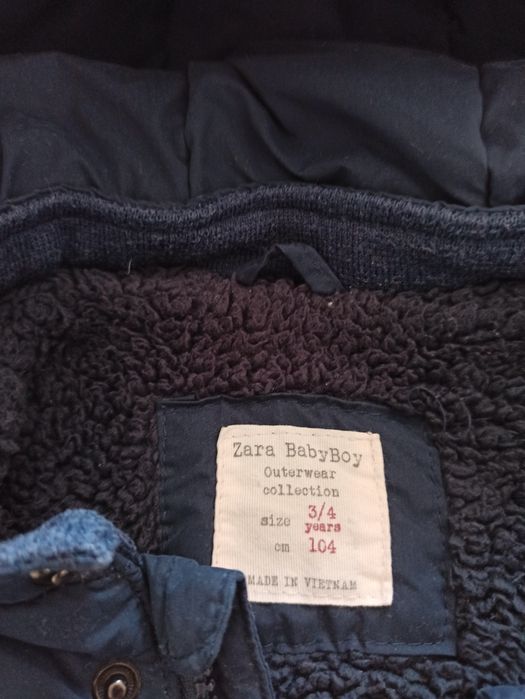 Zara BabyBoy
Outerwear
collection
size 3/4 years
cm 104
MADE IN VIETNAM